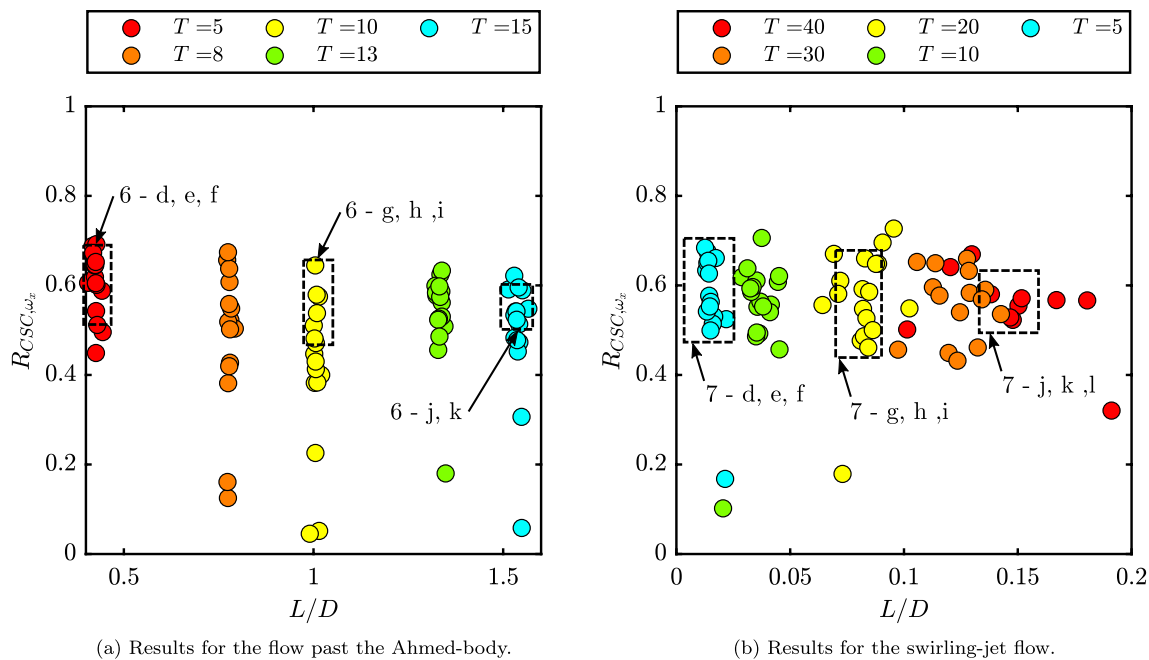 T =5 T =10 T =15
T =8 T =13
1
0.8
0.6
0.4
0.2
0
R_{CSC,ω_x}
6 - d, e, f
6 - g, h ,i
6 - j, k
0.5 1 1.5
L/D
(a) Results for the flow past the Ahmed-body.
T =40 T =20 T =5
T =30 T =10
1
0.8
0.6
0.4
0.2
0
R_{CSC,ω_x}
7 - d, e, f
7 - g, h ,i
7 - j, k ,l
0 0.05 0.1 0.15 0.2
L/D
(b) Results for the swirling-jet flow.